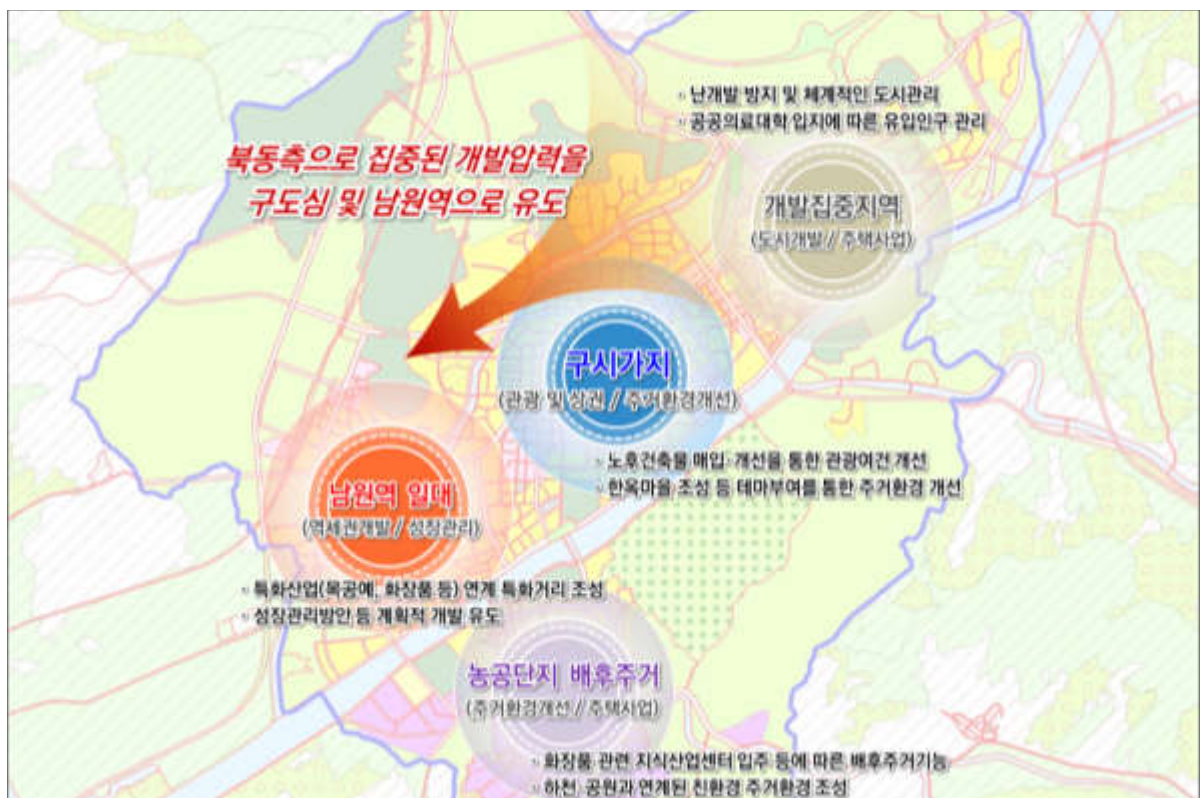 ◦ 난개발 방지 및 체계적인 도시관리
◦ 공공의료대학 입지에 따른 유입인구 관리
북동측으로 집중된 개발압력을
구도심 및 남원역으로 유도
개발집중지역
(도시개발 / 주택사업)
구시가지
(관광 및 상권 / 주거환경개선)
◦ 노후건축물 매입·개선을 통한 관광여건 개선
◦ 한옥마을 조성 등 테마부여를 통한 주거환경 개선
남원역 일대
(역세권개발 / 성장관리)
◦ 특화산업(목공예, 화장품 등) 연계 특화거리 조성
◦ 성장관리방안 등 계획적 개발 유도
농공단지 배후주거
(주거환경개선 / 주택사업)
◦ 화장품 관련 지식산업센터 입주 등에 따른 배후주거기능
◦ 하천, 공원과 연계된 친환경 주거환경 조성